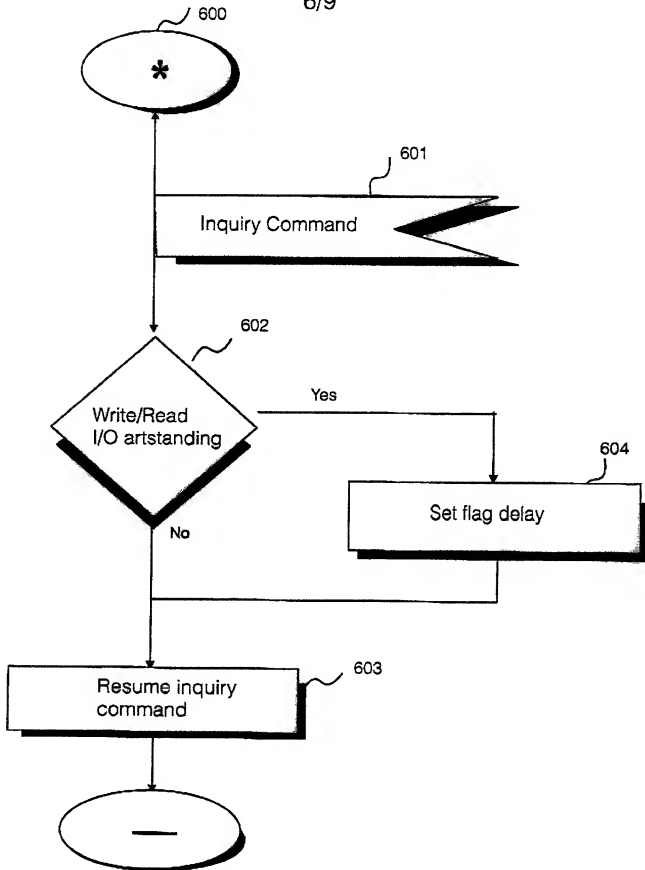 6/9
600
*
601
Inquiry Command
602
Write/Read
I/O artstanding
Yes
604
Set flag delay
No
603
Resume inquiry
command
—